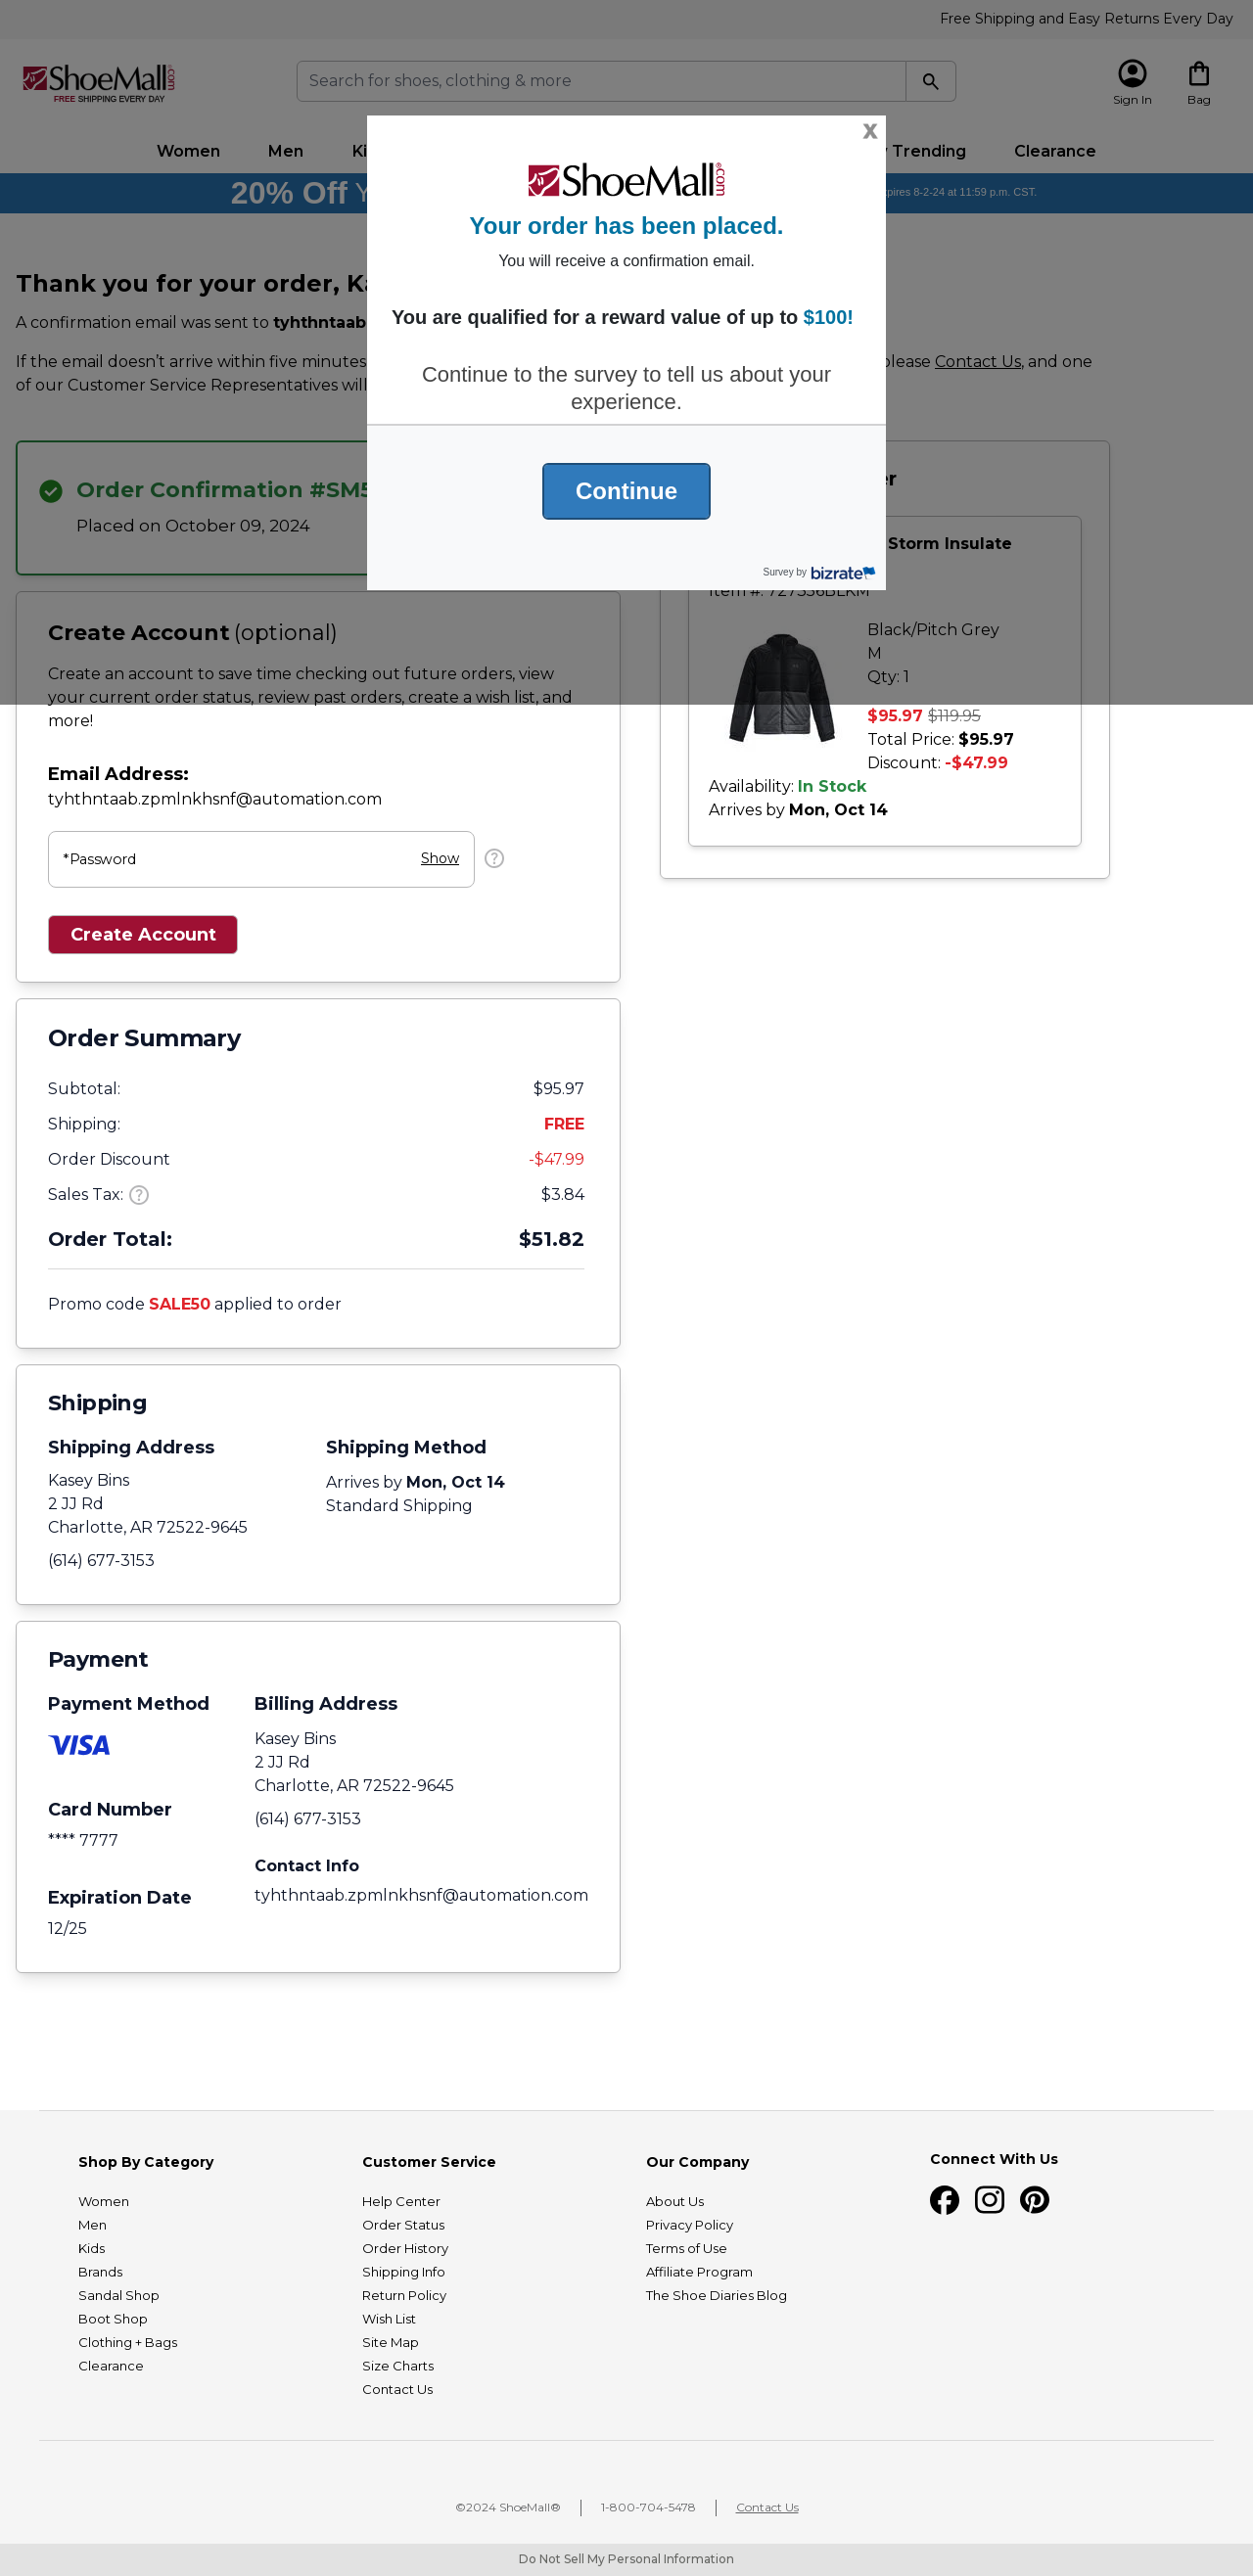 Free Shipping and Easy Returns Every Day
ShoeMall.com
FREE SHIPPING EVERY DAY
Search for shoes, clothing & more
Sign In
Bag
Women
Men
Trending
Clearance
20% Off
expires 8-2-24 at 11:59 p.m. CST.
X
ShoeMall.com
Your order has been placed.
You will receive a confirmation email.
You are qualified for a reward value of up to $100!
Continue to the survey to tell us about your
experience.
Continue
Survey by bizrate
Thank you for your order,
A confirmation email was sent to tyhthntaab
If the email doesn’t arrive within five minutes
please Contact Us, and one
of our Customer Service Representatives will
Order Confirmation #SM5
Placed on October 09, 2024
Create Account (optional)
Create an account to save time checking out future orders, view
your current order status, review past orders, create a wish list, and
more!
Email Address:
tyhthntaab.zpmlnkhsnf@automation.com
*Password
Show
?
Create Account
Storm Insulate
Item #: 727336BLKM
Black/Pitch Grey
M
Qty: 1
$95.97 $119.95
Total Price: $95.97
Discount: -$47.99
Availability: In Stock
Arrives by Mon, Oct 14
Order Summary
Subtotal: $95.97
Shipping: FREE
Order Discount -$47.99
Sales Tax: ? $3.84
Order Total: $51.82
Promo code SALE50 applied to order
Shipping
Shipping Address
Kasey Bins
2 JJ Rd
Charlotte, AR 72522-9645
(614) 677-3153
Shipping Method
Arrives by Mon, Oct 14
Standard Shipping
Payment
Payment Method
VISA
Card Number
**** 7777
Expiration Date
12/25
Billing Address
Kasey Bins
2 JJ Rd
Charlotte, AR 72522-9645
(614) 677-3153
Contact Info
tyhthntaab.zpmlnkhsnf@automation.com
Shop By Category
Women
Men
Kids
Brands
Sandal Shop
Boot Shop
Clothing + Bags
Clearance
Customer Service
Help Center
Order Status
Order History
Shipping Info
Return Policy
Wish List
Site Map
Size Charts
Contact Us
Our Company
About Us
Privacy Policy
Terms of Use
Affiliate Program
The Shoe Diaries Blog
Connect With Us
©2024 ShoeMall®
1-800-704-5478
Contact Us
Do Not Sell My Personal Information